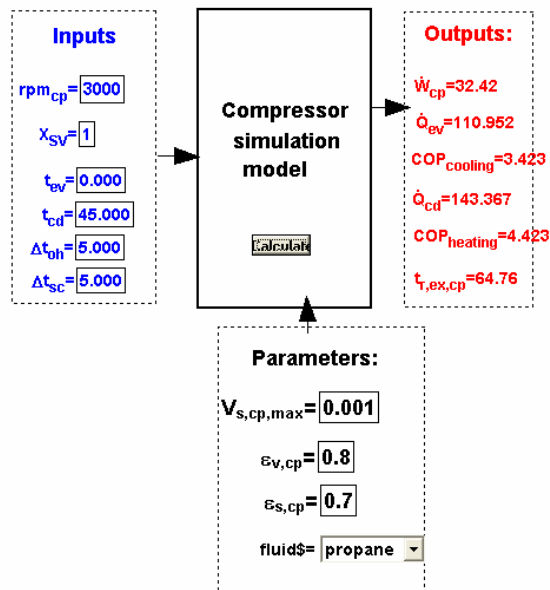 Inputs
rpm_cp= 3000
X_SV= 1
t_ev= 0.000
t_cd= 45.000
Δt_oh= 5.000
Δt_sc= 5.000
Compressor
simulation
model
Calculate
Outputs:
Ẇ_cp=32.42
Q̇_ev=110.952
COP_cooling=3.423
Q̇_cd=143.367
COP_heating=4.423
t_r,ex,cp=64.76
Parameters:
V_s,cp,max= 0.001
ε_v,cp= 0.8
ε_s,cp= 0.7
fluid$= propane